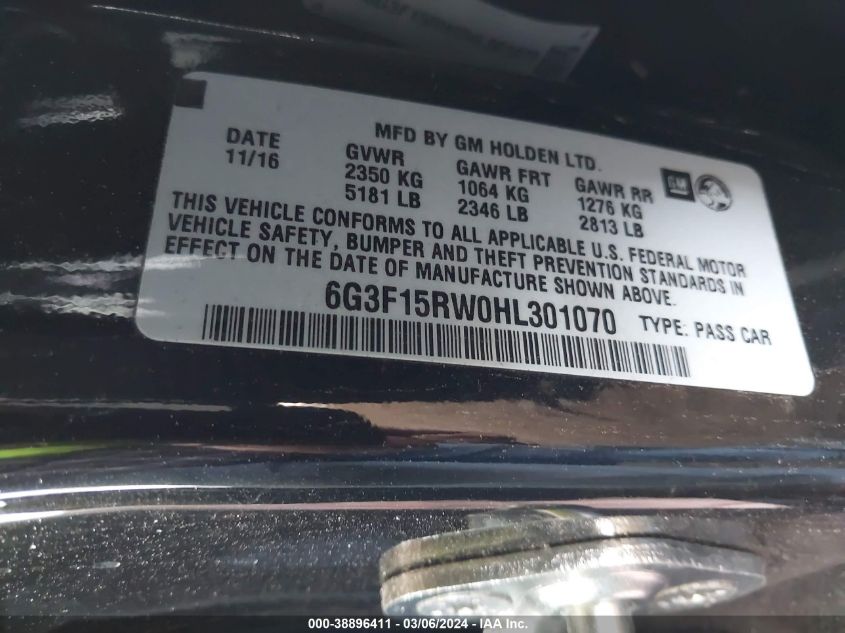 MFD BY GM HOLDEN LTD.
DATE
11/16
GVWR
2350 KG
5181 LB
GAWR FRT
1064 KG
2346 LB
GAWR RR
1276 KG
2813 LB
GM
THIS VEHICLE CONFORMS TO ALL APPLICABLE U.S. FEDERAL MOTOR
VEHICLE SAFETY, BUMPER AND THEFT PREVENTION STANDARDS IN
EFFECT ON THE DATE OF MANUFACTURE SHOWN ABOVE.
6G3F15RW0HL301070
TYPE: PASS CAR
000-38896411 - 03/06/2024 - IAA Inc.